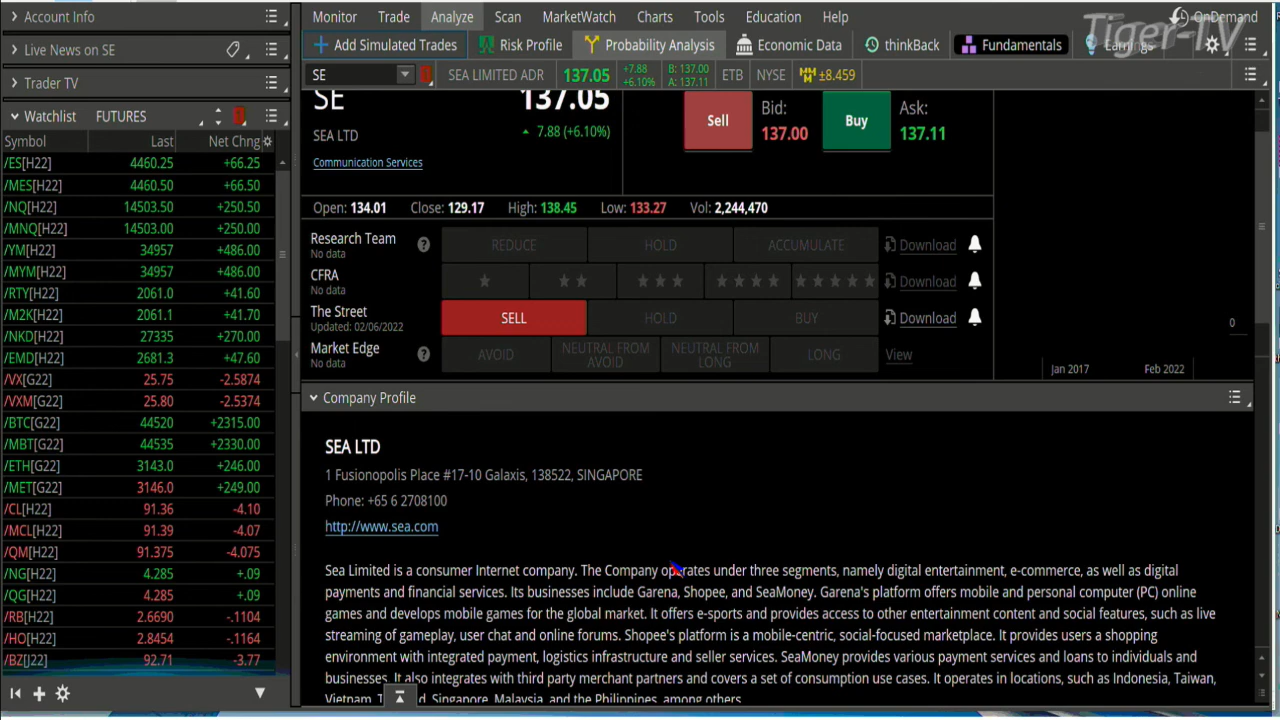 Account Info
Live News on SE
Trader TV
Watchlist FUTURES
Symbol Last Net Chng
/ES[H22] 4460.25 +66.25
/MES[H22] 4460.50 +66.50
/NQ[H22] 14503.50 +250.50
/MNQ[H22] 14503.00 +250.00
/YM[H22] 34957 +486.00
/MYM[H22] 34957 +486.00
/RTY[H22] 2061.0 +41.60
/M2K[H22] 2061.1 +41.70
/NKD[H22] 27335 +270.00
/EMD[H22] 2681.3 +47.60
/VX[G22] 25.75 -2.5874
/VXM[G22] 25.80 -2.5374
/BTC[G22] 44520 +2315.00
/MBT[G22] 44535 +2330.00
/ETH[G22] 3143.0 +246.00
/MET[G22] 3146.0 +249.00
/CL[H22] 91.36 -4.10
/MCL[H22] 91.39 -4.07
/QM[H22] 91.375 -4.075
/NG[H22] 4.285 +.09
/QG[H22] 4.285 +.09
/RB[H22] 2.6690 -.1104
/HO[H22] 2.8454 -.1164
/BZ[J22] 92.71 -3.77
Monitor Trade Analyze Scan MarketWatch Charts Tools Education Help
OnDemand
Tiger-TV
Add Simulated Trades Risk Profile Probability Analysis Economic Data thinkBack Fundamentals Earnings
SE SEA LIMITED ADR 137.05 +7.88 +6.10% B: 137.00 A: 137.11 ETB NYSE ±8.459
SE 137.05
SEA LTD 7.88 (+6.10%)
Communication Services
Sell Bid: 137.00 Buy Ask: 137.11
Open: 134.01 Close: 129.17 High: 138.45 Low: 133.27 Vol: 2,244,470
Research Team No data REDUCE HOLD ACCUMULATE Download
CFRA No data Download
The Street Updated: 02/06/2022 SELL HOLD BUY Download
Market Edge No data AVOID NEUTRAL FROM AVOID NEUTRAL FROM LONG LONG View
0
Jan 2017 Feb 2022
Company Profile
SEA LTD
1 Fusionopolis Place #17-10 Galaxis, 138522, SINGAPORE
Phone: +65 6 2708100
http://www.sea.com
Sea Limited is a consumer Internet company. The Company operates under three segments, namely digital entertainment, e-commerce, as well as digital
payments and financial services. Its businesses include Garena, Shopee, and SeaMoney. Garena's platform offers mobile and personal computer (PC) online
games and develops mobile games for the global market. It offers e-sports and provides access to other entertainment content and social features, such as live
streaming of gameplay, user chat and online forums. Shopee's platform is a mobile-centric, social-focused marketplace. It provides users a shopping
environment with integrated payment, logistics infrastructure and seller services. SeaMoney provides various payment services and loans to individuals and
businesses. It also integrates with third party merchant partners and covers a set of consumption use cases. It operates in locations, such as Indonesia, Taiwan,
Vietnam, Singapore, Malaysia, and the Philippines, among others.